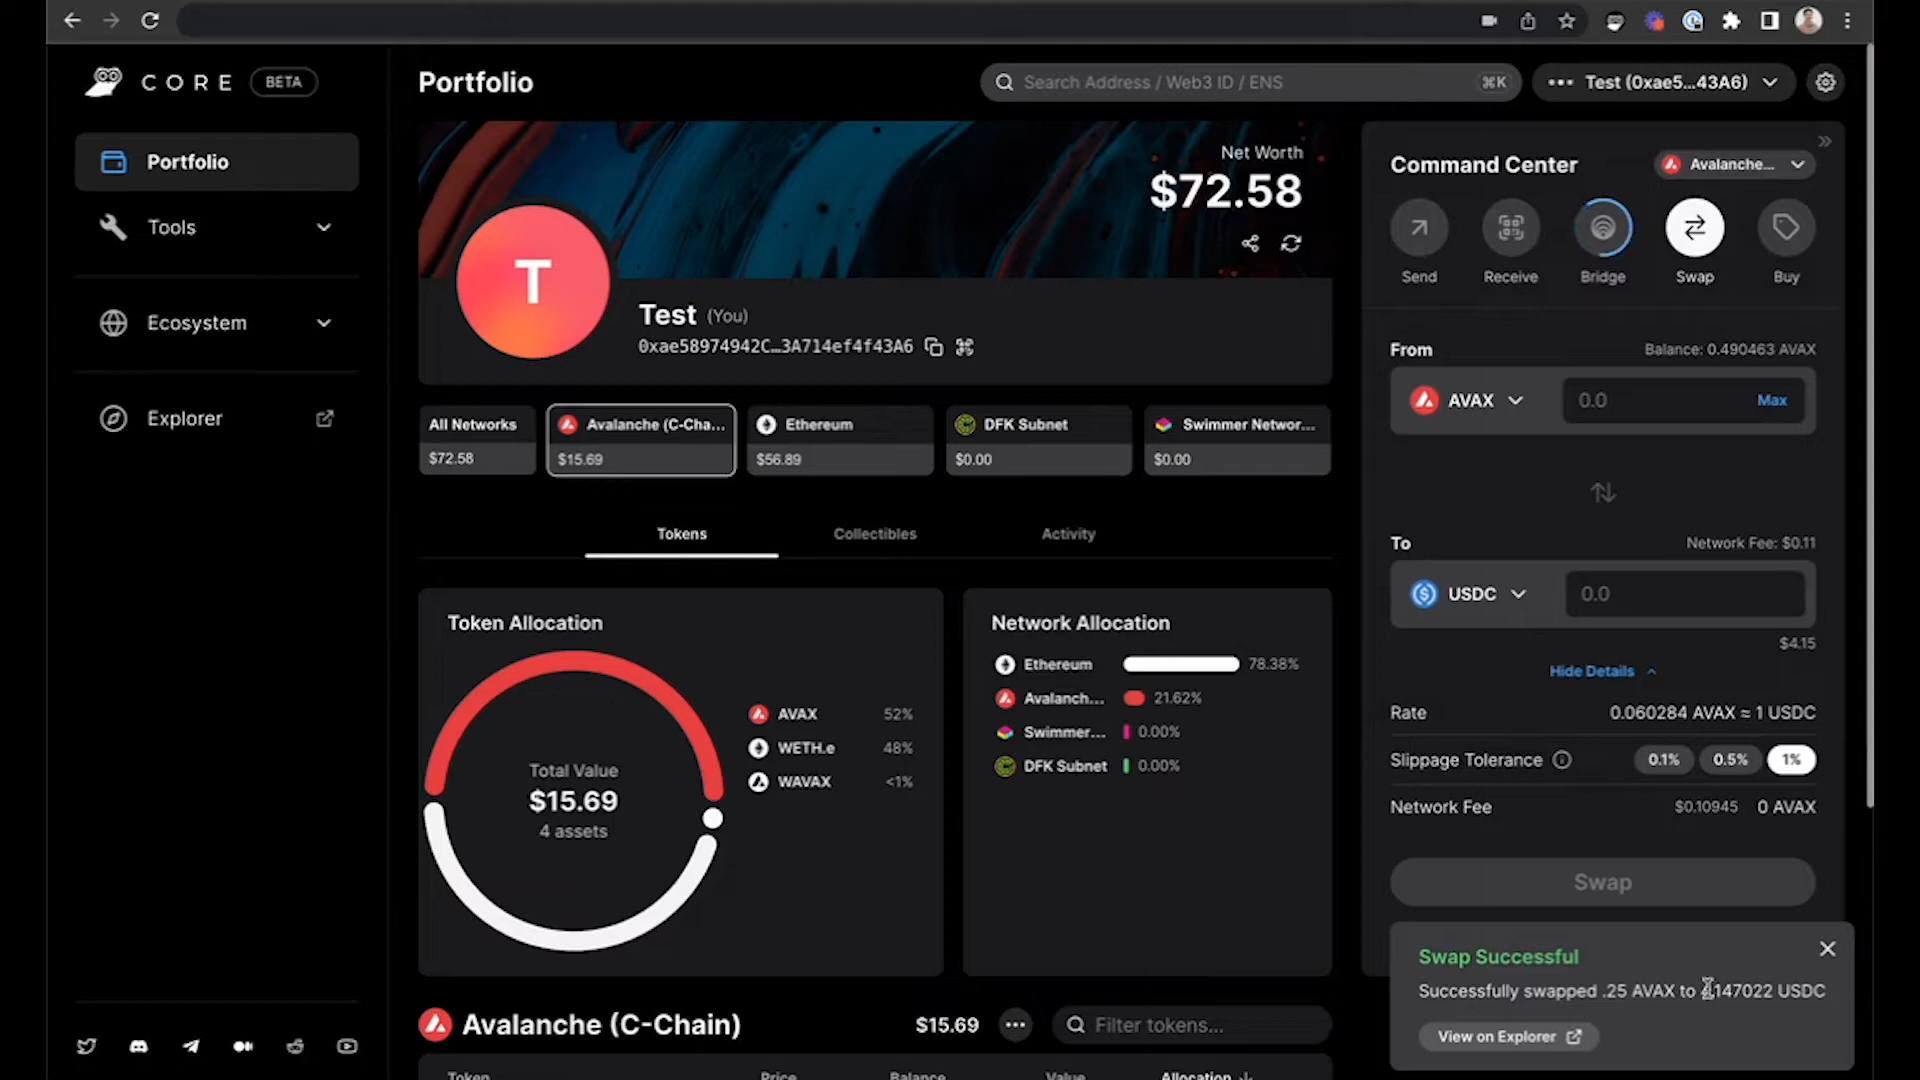 CORE BETA
Portfolio
Tools
Ecosystem
Explorer
Portfolio
Search Address / Web3 ID / ENS ⌘K
Test (0xae5...43A6)
Net Worth
$72.58
T
Test (You)
0xae58974942C…3A714ef4f43A6
All Networks
$72.58
Avalanche (C-Cha...
$15.69
Ethereum
$56.89
DFK Subnet
$0.00
Swimmer Networ...
$0.00
Tokens Collectibles Activity
Token Allocation
Total Value
$15.69
4 assets
AVAX 52%
WETH.e 48%
WAVAX <1%
Network Allocation
Ethereum 78.38%
Avalanch... 21.62%
Swimmer... 0.00%
DFK Subnet 0.00%
Avalanche (C-Chain) $15.69
Filter tokens...
Token Price Balance Value Allocation
Command Center
Avalanche...
Send Receive Bridge Swap Buy
From Balance: 0.490463 AVAX
AVAX 0.0 Max
To Network Fee: $0.11
USDC 0.0
$4.15
Hide Details
Rate 0.060284 AVAX ≈ 1 USDC
Slippage Tolerance 0.1% 0.5% 1%
Network Fee $0.10945 0 AVAX
Swap
Swap Successful
Successfully swapped .25 AVAX to 4.147022 USDC
View on Explorer